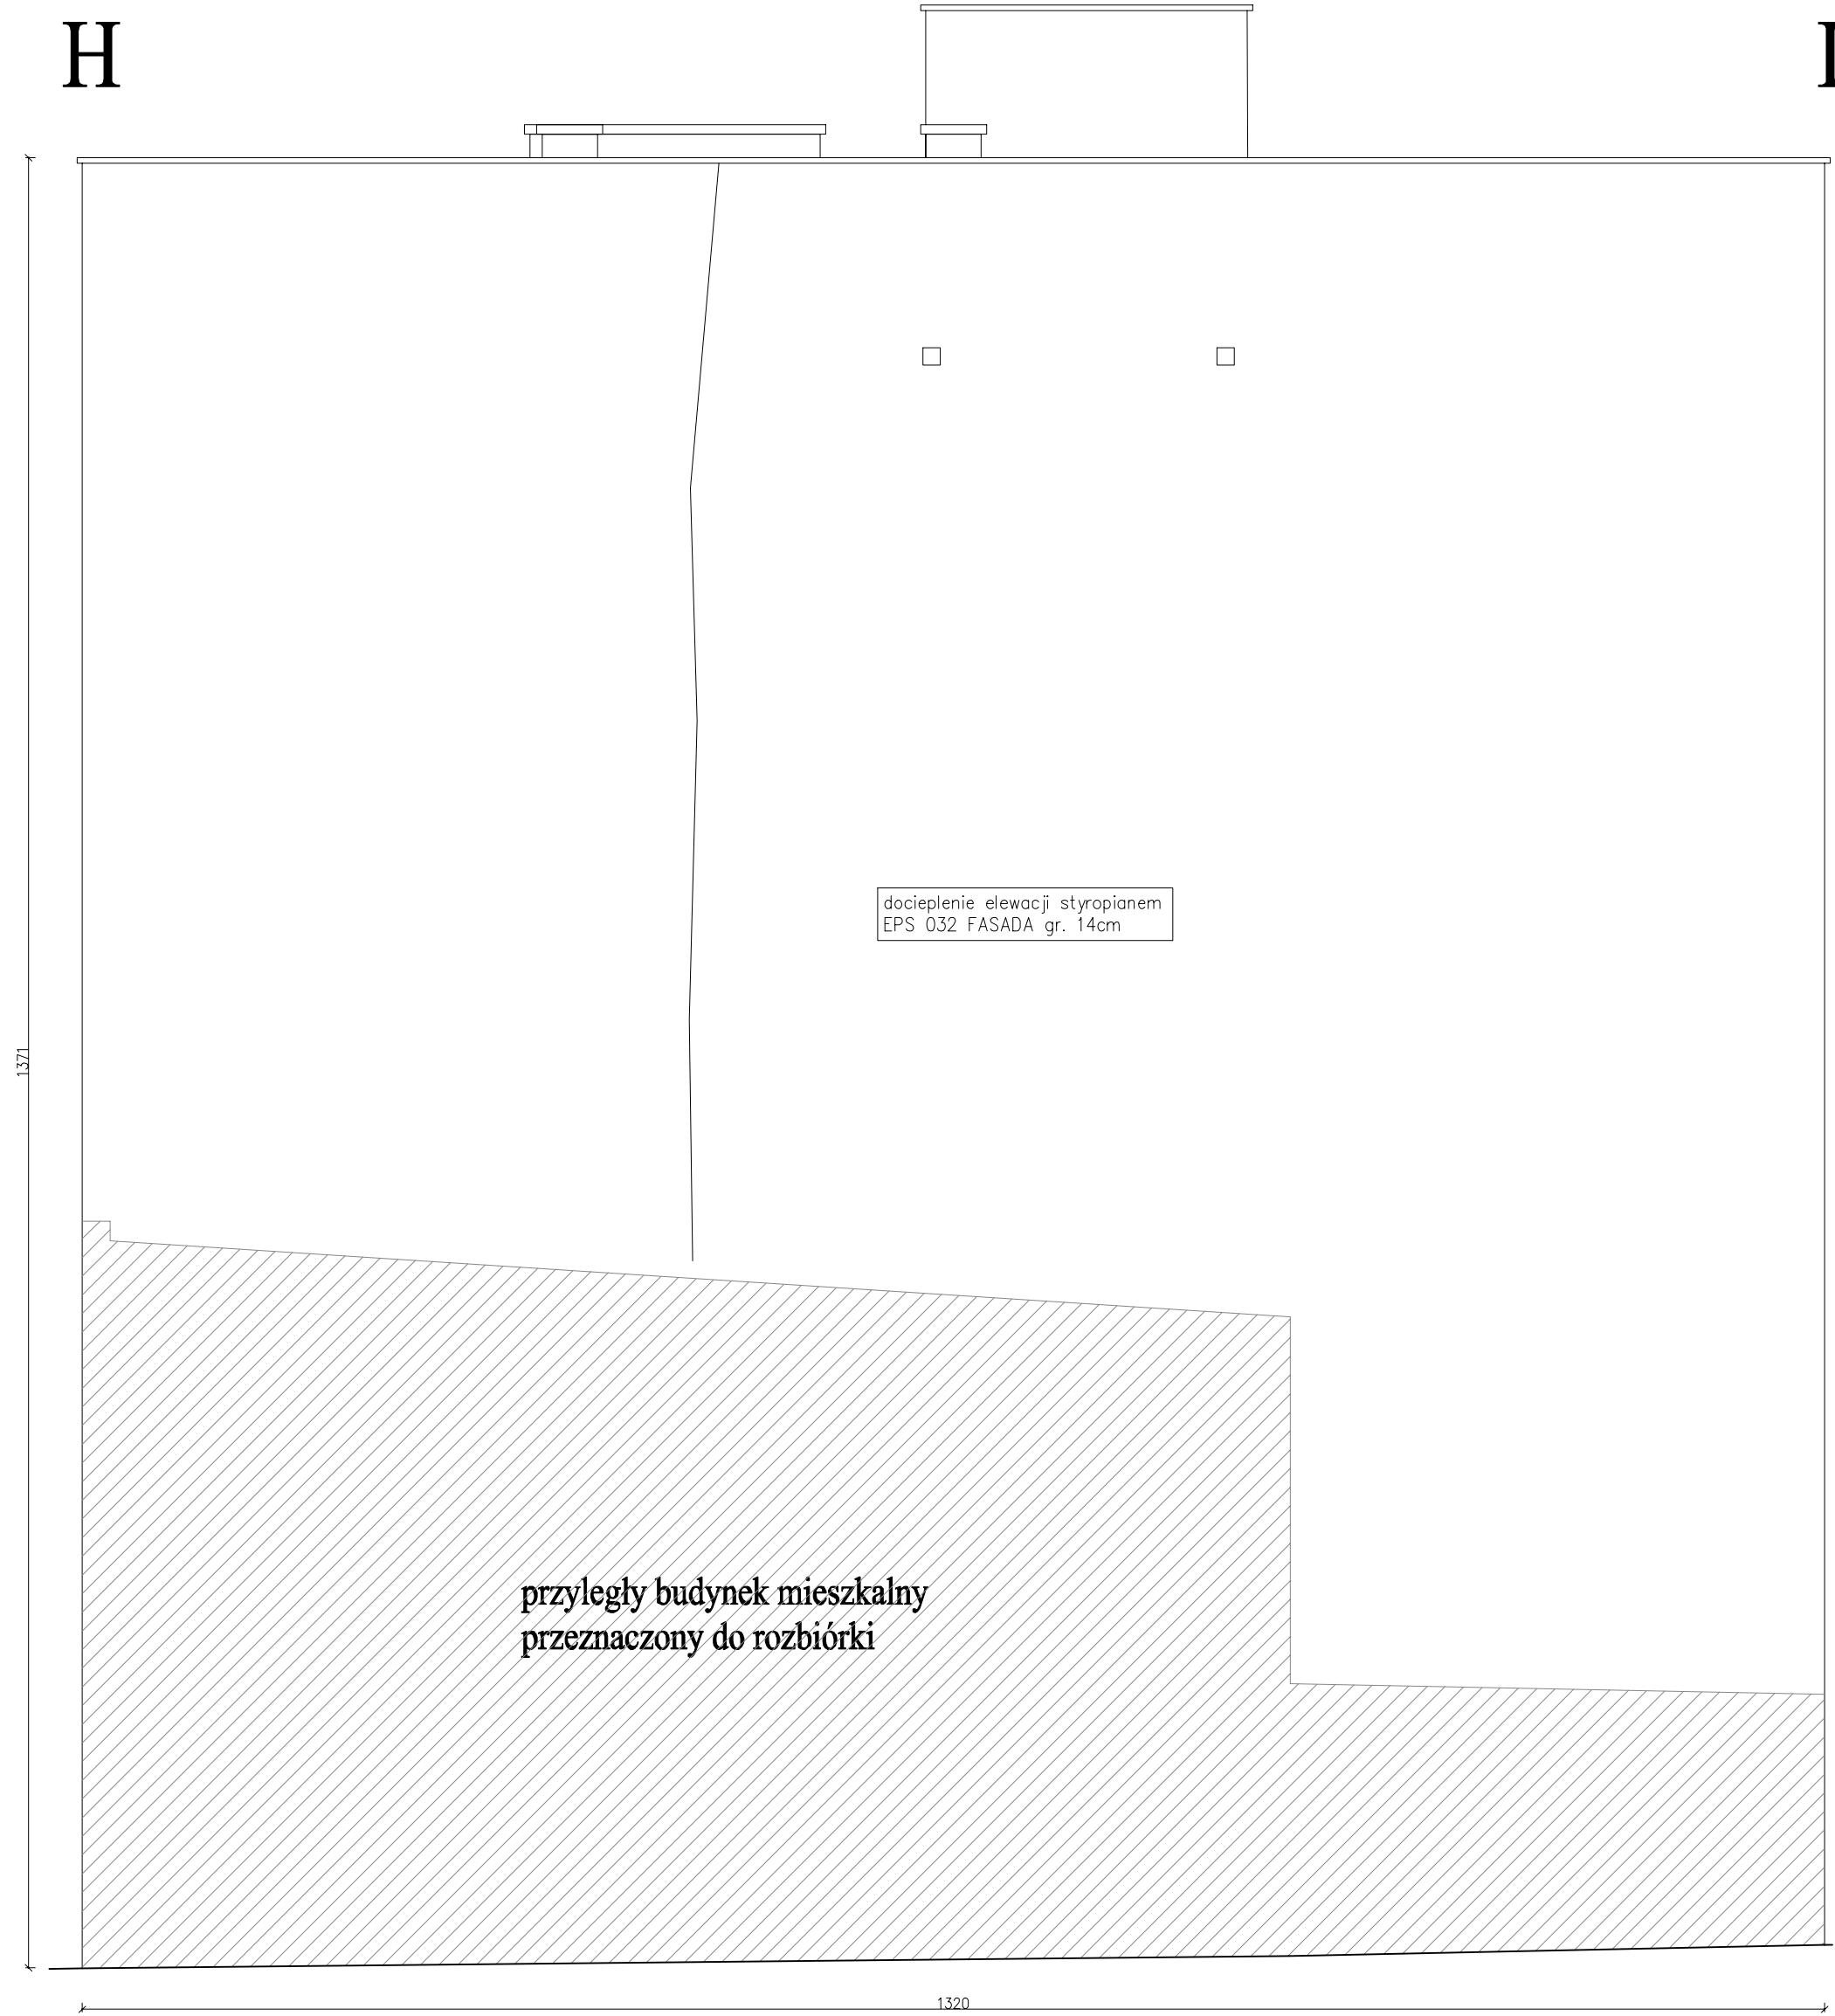 H
docieplenie elewacji styropianem
EPS 032 FASADA gr. 14cm
1371
przyległy budynek mieszkalny
przeznaczony do rozbiórki
1320